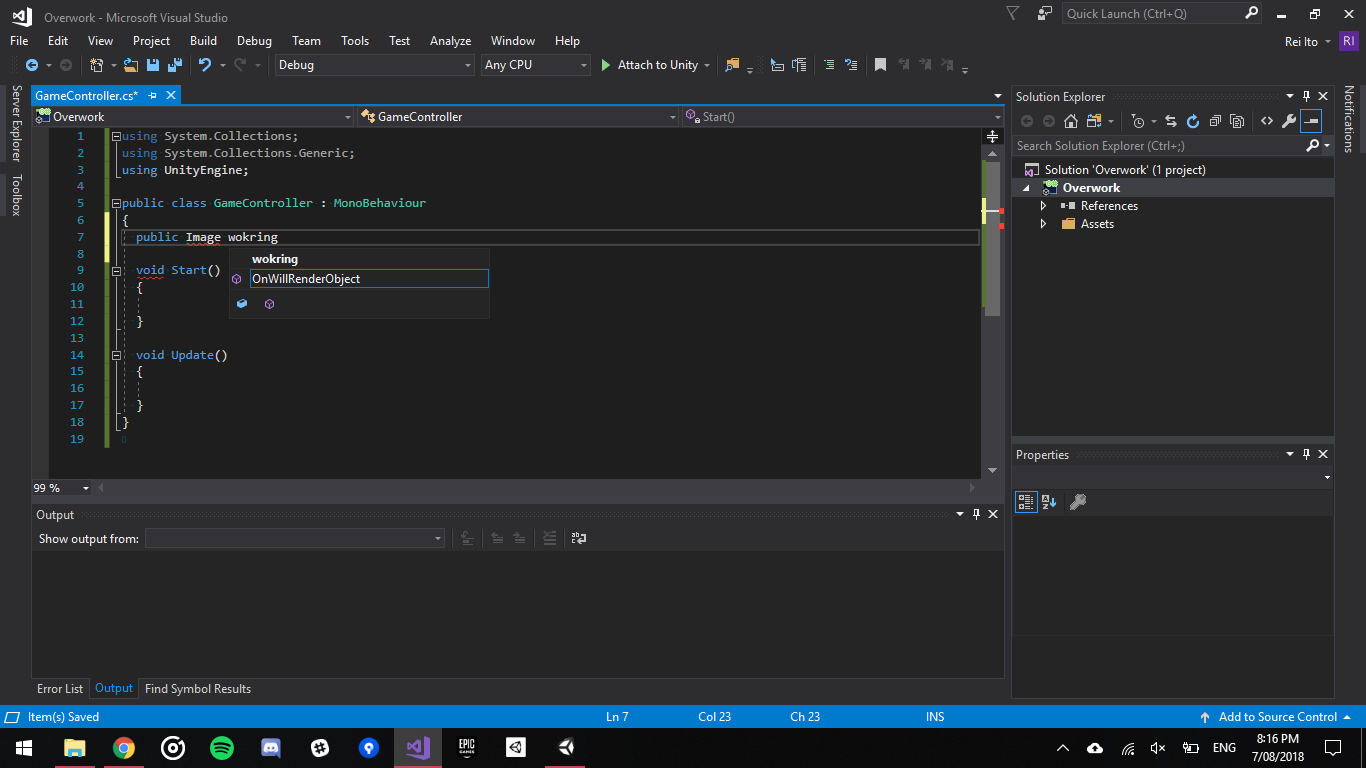 Overwork - Microsoft Visual Studio
Quick Launch (Ctrl+Q)
File Edit View Project Build Debug Team Tools Test Analyze Window Help
Rei Ito RI
Debug Any CPU Attach to Unity
Server Explorer
Toolbox
GameController.cs*
Overwork GameController Start()
1 using System.Collections;
2 using System.Collections.Generic;
3 using UnityEngine;
4
5 public class GameController : MonoBehaviour
6 {
7 public Image wokring
8
9 void Start()
10 {
11
12 }
13
14 void Update()
15 {
16
17 }
18 }
19
wokring
OnWillRenderObject
99 %
Output
Show output from:
Error List Output Find Symbol Results
Solution Explorer
Search Solution Explorer (Ctrl+;)
Solution 'Overwork' (1 project)
Overwork
References
Assets
Properties
Notifications
Item(s) Saved Ln 7 Col 23 Ch 23 INS Add to Source Control
EPIC GAMES
ENG
8:16 PM
7/08/2018